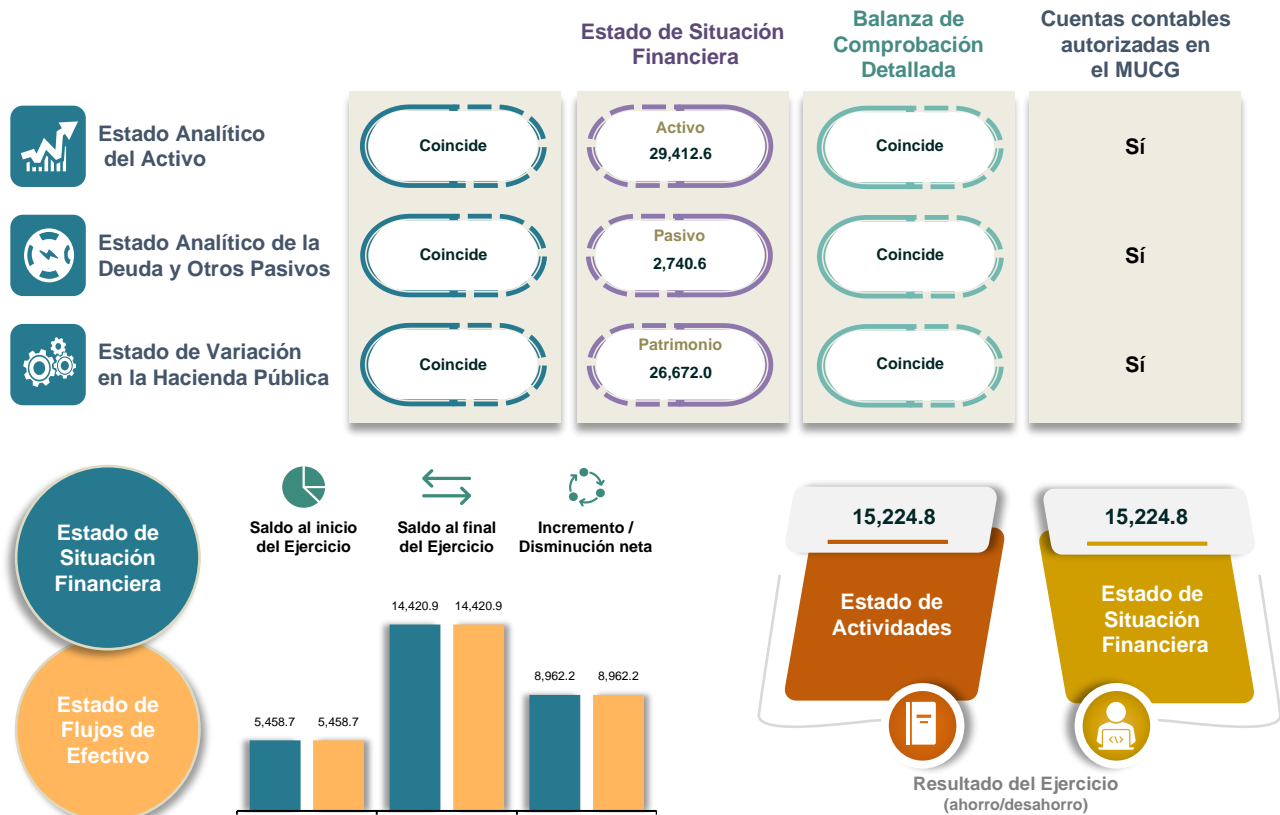 Estado de Situación
Financiera
Balanza de
Comprobación
Detallada
Cuentas contables
autorizadas en
el MUCG
Estado Analítico
del Activo
Coincide
Activo
29,412.6
Coincide
Sí
Estado Analítico de la
Deuda y Otros Pasivos
Coincide
Pasivo
2,740.6
Coincide
Sí
Estado de Variación
en la Hacienda Pública
Coincide
Patrimonio
26,672.0
Coincide
Sí
Estado de
Situación
Financiera
Estado de
Flujos de
Efectivo
Saldo al inicio
del Ejercicio
Saldo al final
del Ejercicio
Incremento /
Disminución neta
5,458.7
5,458.7
14,420.9
14,420.9
8,962.2
8,962.2
15,224.8
Estado de
Actividades
15,224.8
Estado de
Situación
Financiera
Resultado del Ejercicio
(ahorro/desahorro)